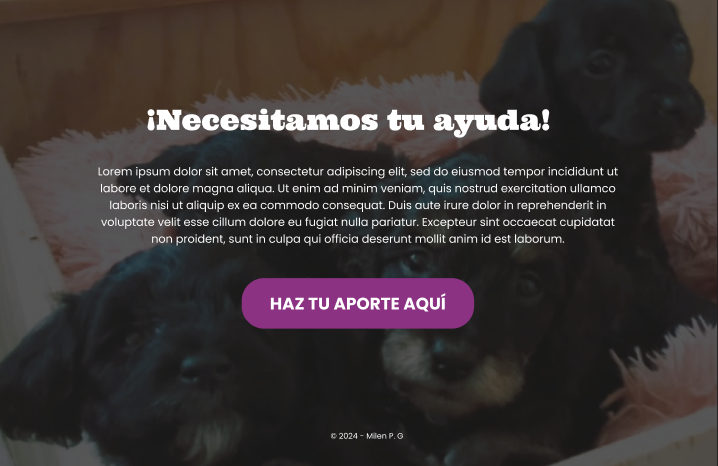 ¡Necesitamos tu ayuda!
Lorem ipsum dolor sit amet, consectetur adipiscing elit, sed do eiusmod tempor incididunt ut
labore et dolore magna aliqua. Ut enim ad minim veniam, quis nostrud exercitation ullamco
laboris nisi ut aliquip ex ea commodo consequat. Duis aute irure dolor in reprehenderit in
voluptate velit esse cillum dolore eu fugiat nulla pariatur. Excepteur sint occaecat cupidatat
non proident, sunt in culpa qui officia deserunt mollit anim id est laborum.
HAZ TU APORTE AQUÍ
© 2024 - Milen P. G